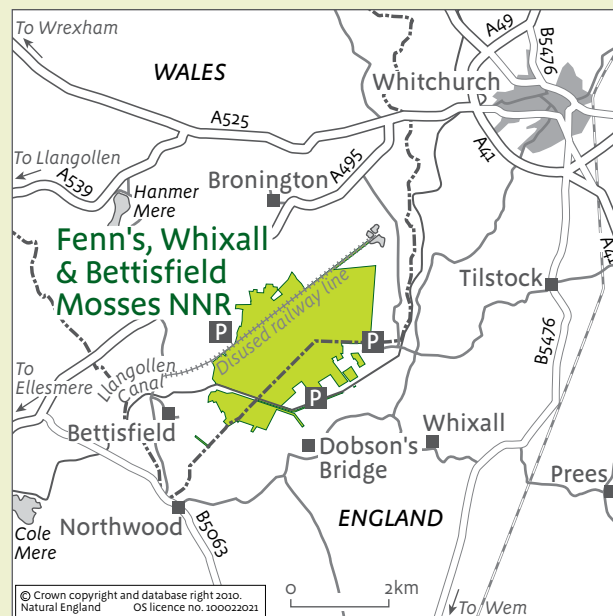 To Wrexham
WALES
A49
B5476
Whitchurch
A525
A41
To Llangollen
A539
Hanmer
Mere
Bronington
A495
Fenn's, Whixall
& Bettisfield
Mosses NNR
A41
Tilstock
P
Disused railway line
P
B5476
To
Ellesmere
Llangollen
Canal
P
Bettisfield
Whixall
Dobson's
Bridge
Prees
Northwood
B5063
ENGLAND
Cole
Mere
© Crown copyright and database right 2010.
Natural England OS licence no. 100022021
0 2km
To Wem